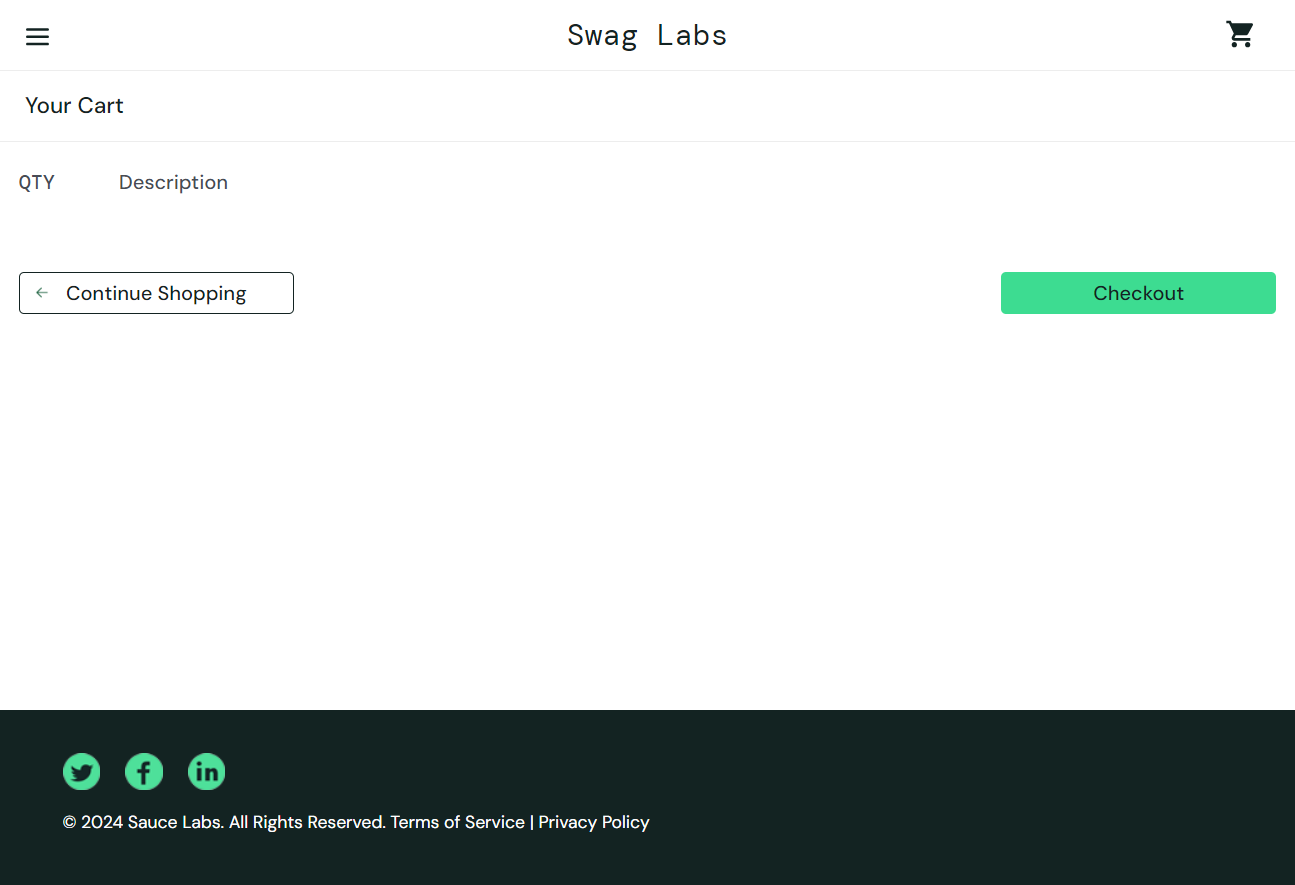 Swag Labs
Your Cart
QTY Description
Continue Shopping Checkout
© 2024 Sauce Labs. All Rights Reserved. Terms of Service | Privacy Policy